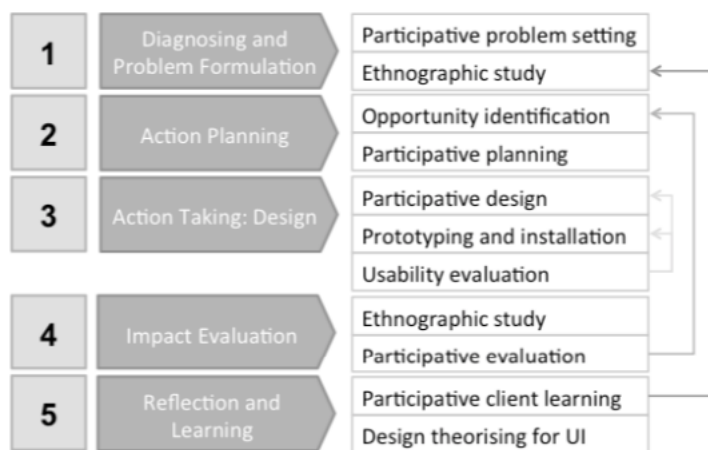 1
Diagnosing and
Problem Formulation
Participative problem setting
Ethnographic study
2
Action Planning
Opportunity identification
Participative planning
3
Action Taking: Design
Participative design
Prototyping and installation
Usability evaluation
4
Impact Evaluation
Ethnographic study
Participative evaluation
5
Reflection and
Learning
Participative client learning
Design theorising for UI